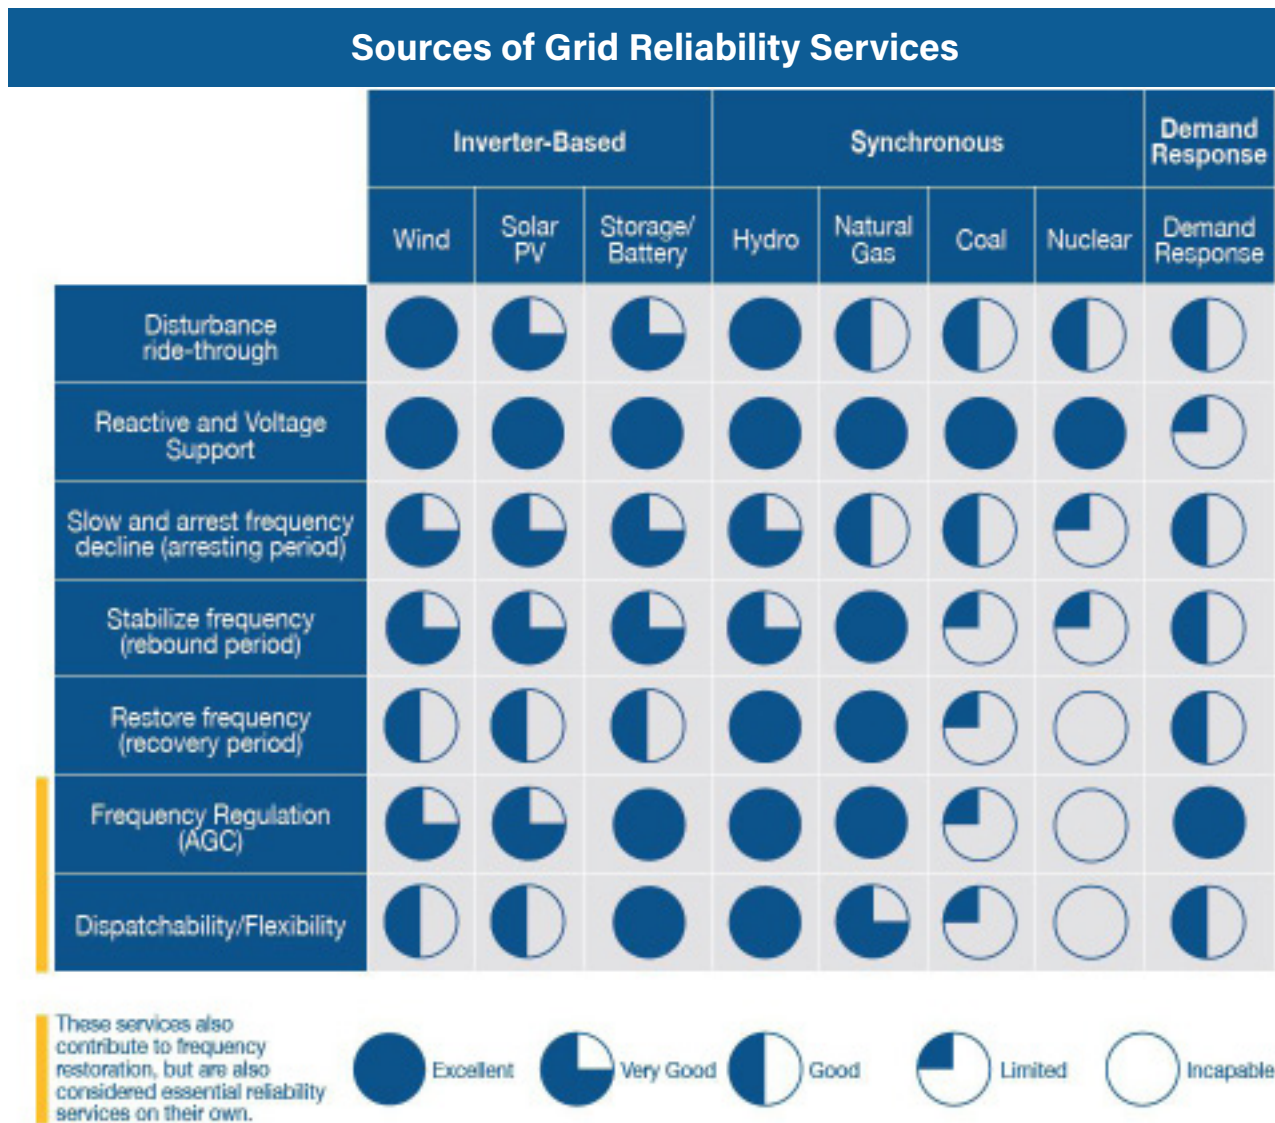 Sources of Grid Reliability Services
Inverter-Based
Synchronous
Demand
Response
Wind
Solar
PV
Storage/
Battery
Hydro
Natural
Gas
Coal
Nuclear
Demand
Response
Disturbance
ride-through
Reactive and Voltage
Support
Slow and arrest frequency
decline (arresting period)
Stabilize frequency
(rebound period)
Restore frequency
(recovery period)
Frequency Regulation
(AGC)
Dispatchability/Flexibility
These services also
contribute to frequency
restoration, but are also
considered essential reliability
services on their own.
Excellent
Very Good
Good
Limited
Incapable